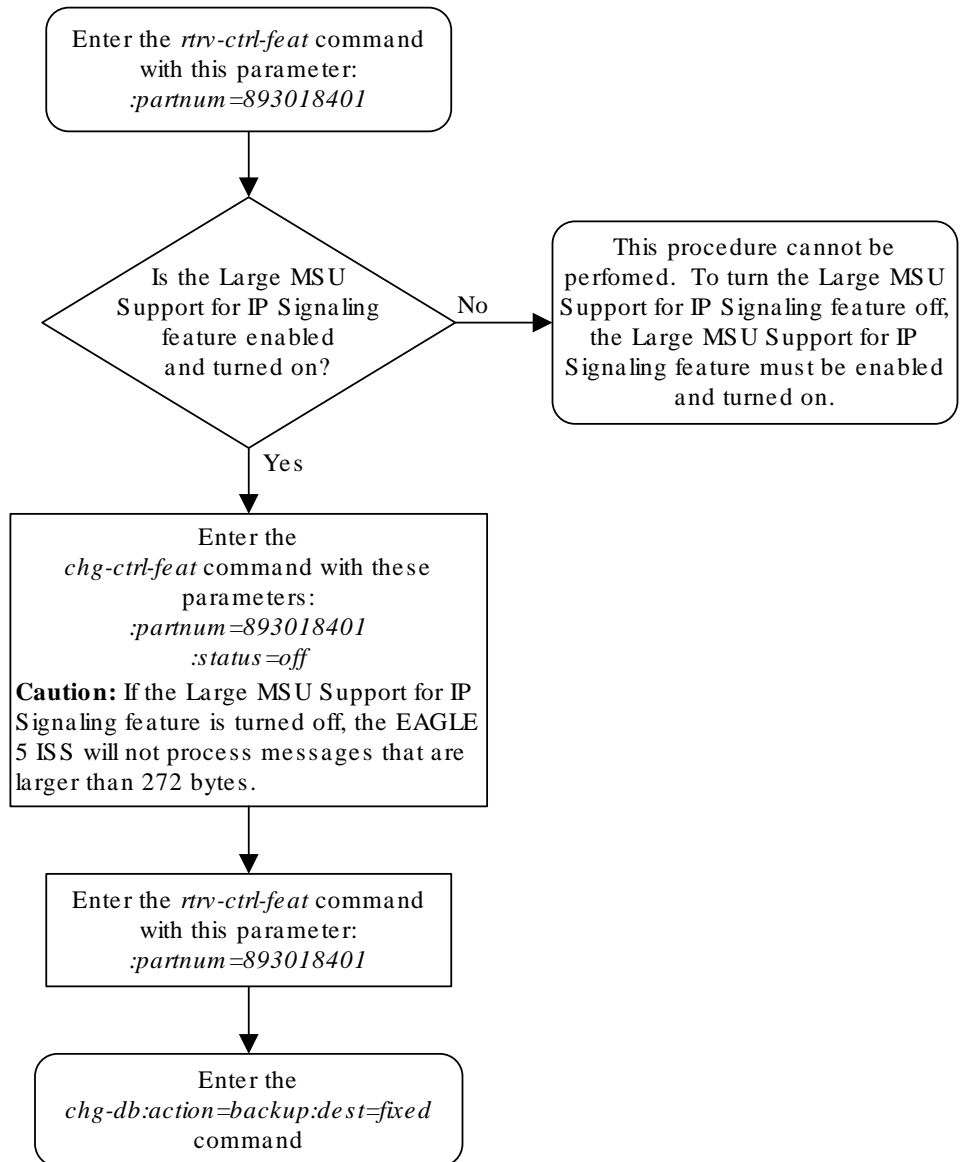 Enter the rtrv-ctrl-feat command
with this parameter:
:partnum=893018401
Is the Large MSU
Support for IP Signaling
feature enabled
and turned on?
No
This procedure cannot be
perfomed. To turn the Large MSU
Support for IP Signaling feature off,
the Large MSU Support for IP
Signaling feature must be enabled
and turned on.
Yes
Enter the
chg-ctrl-feat command with these
parameters:
:partnum=893018401
:status=off
Caution: If the Large MSU Support for IP
Signaling feature is turned off, the EAGLE
5 ISS will not process messages that are
larger than 272 bytes.
Enter the rtrv-ctrl-feat command
with this parameter:
:partnum=893018401
Enter the
chg-db:action=backup:dest=fixed
command